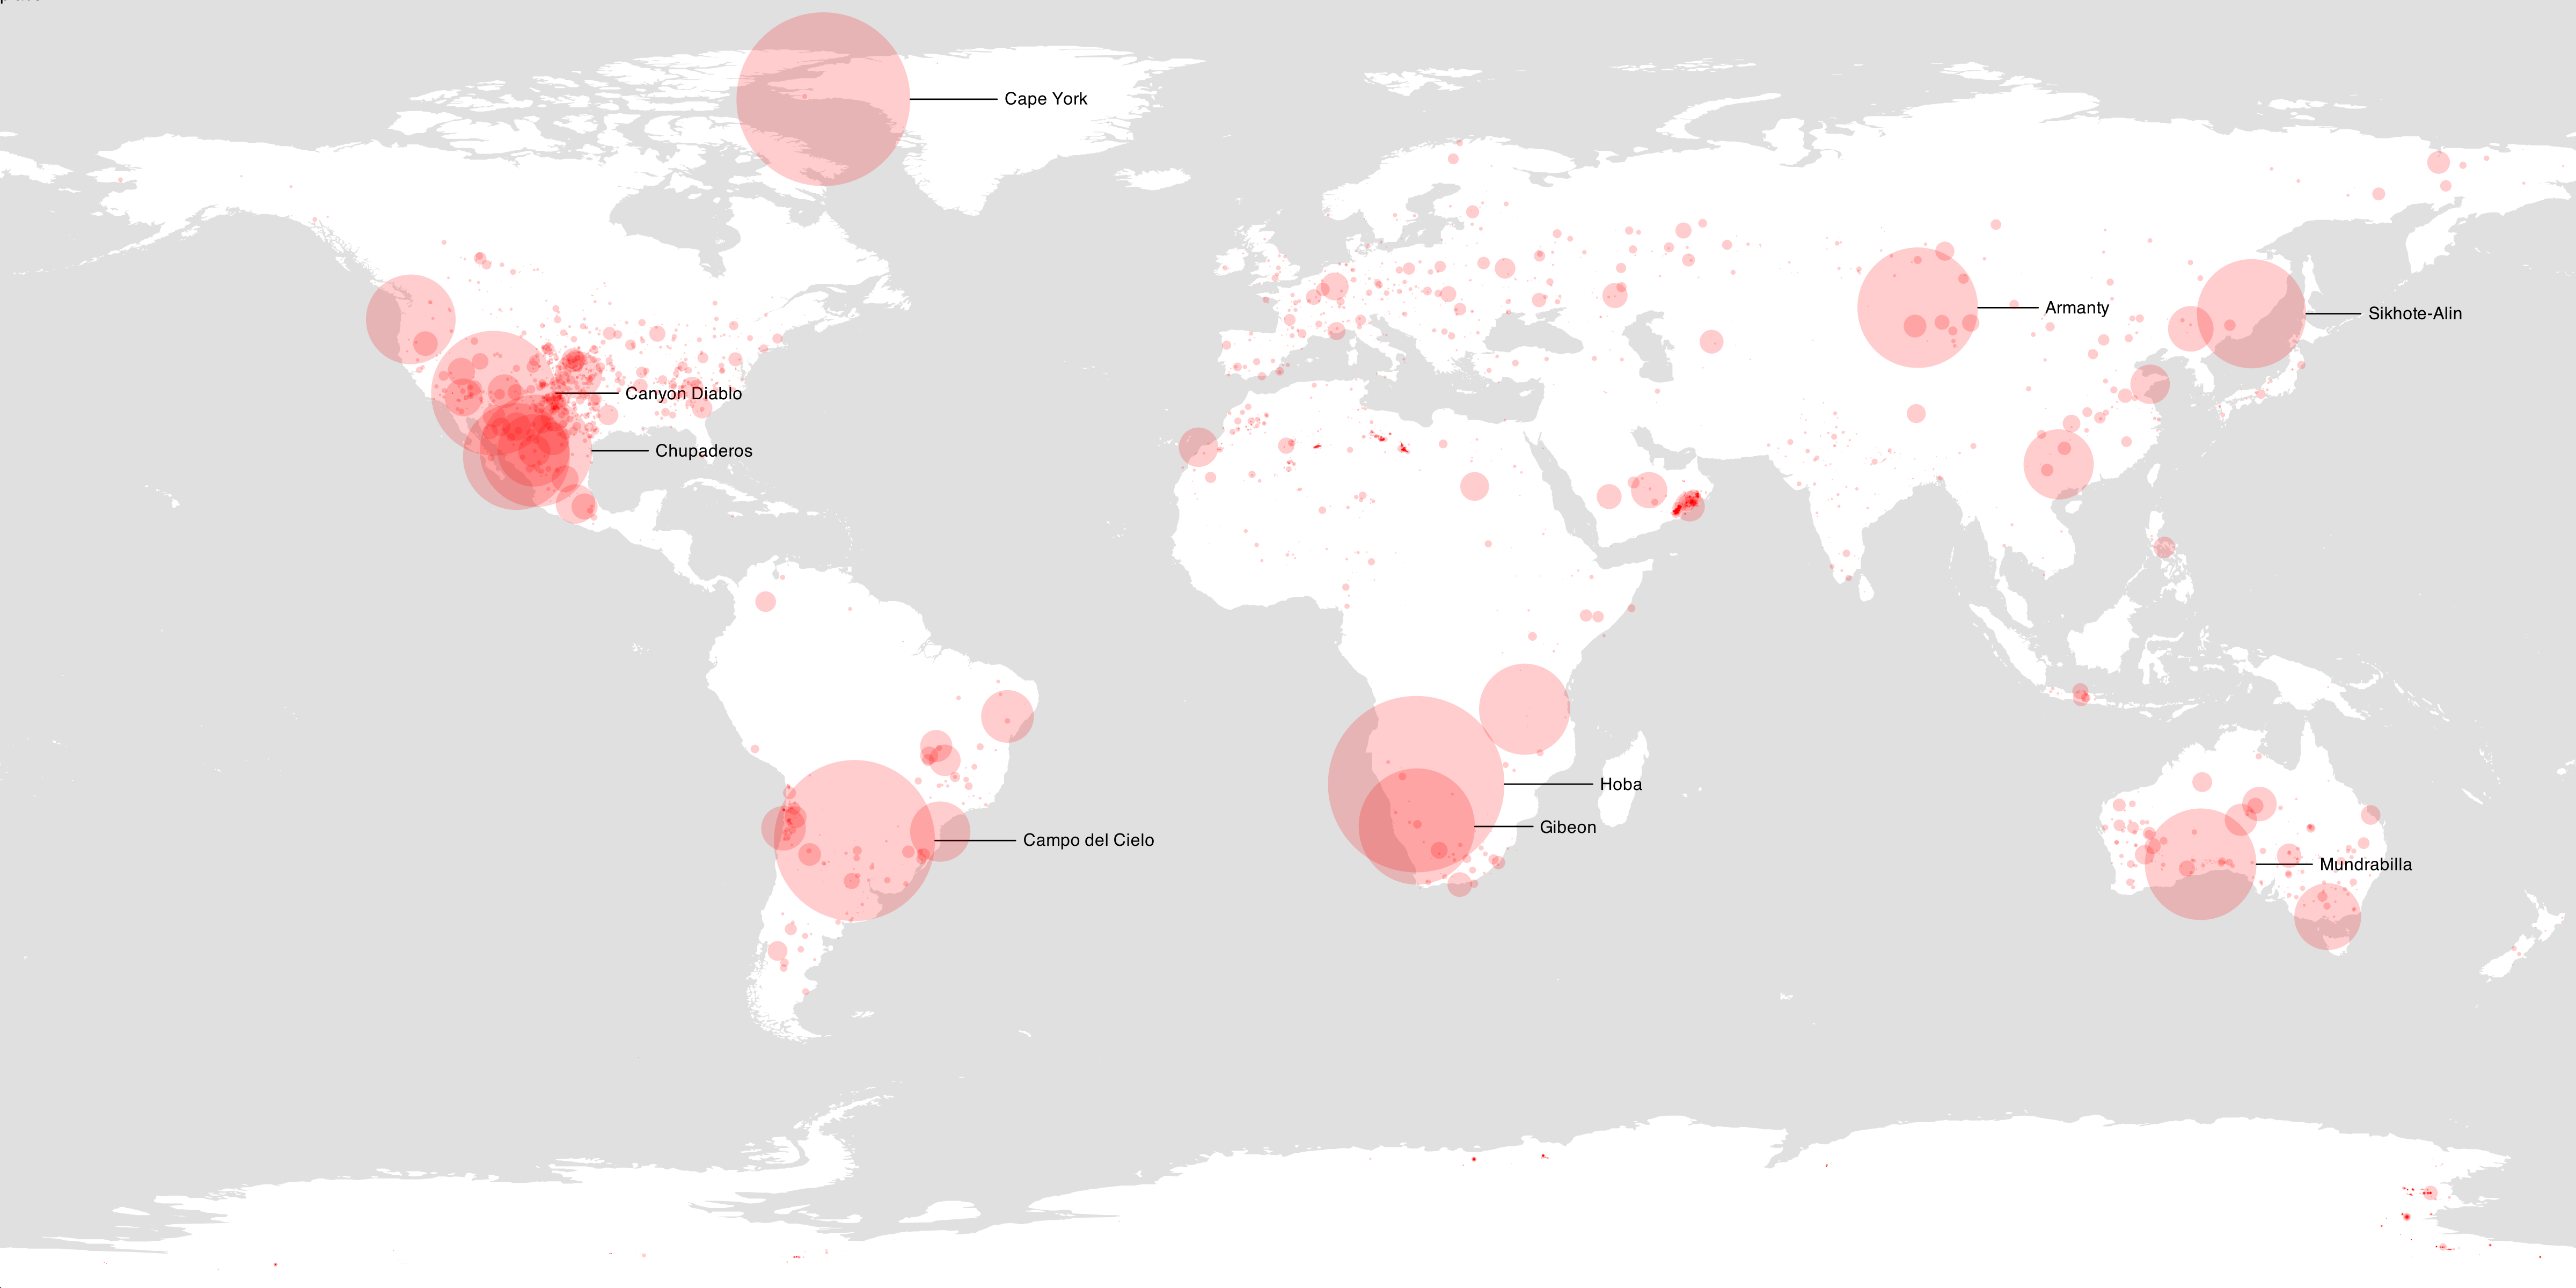 Cape York
Armanty
Sikhote-Alin
Canyon Diablo
Chupaderos
Hoba
Gibeon
Campo del Cielo
Mundrabilla